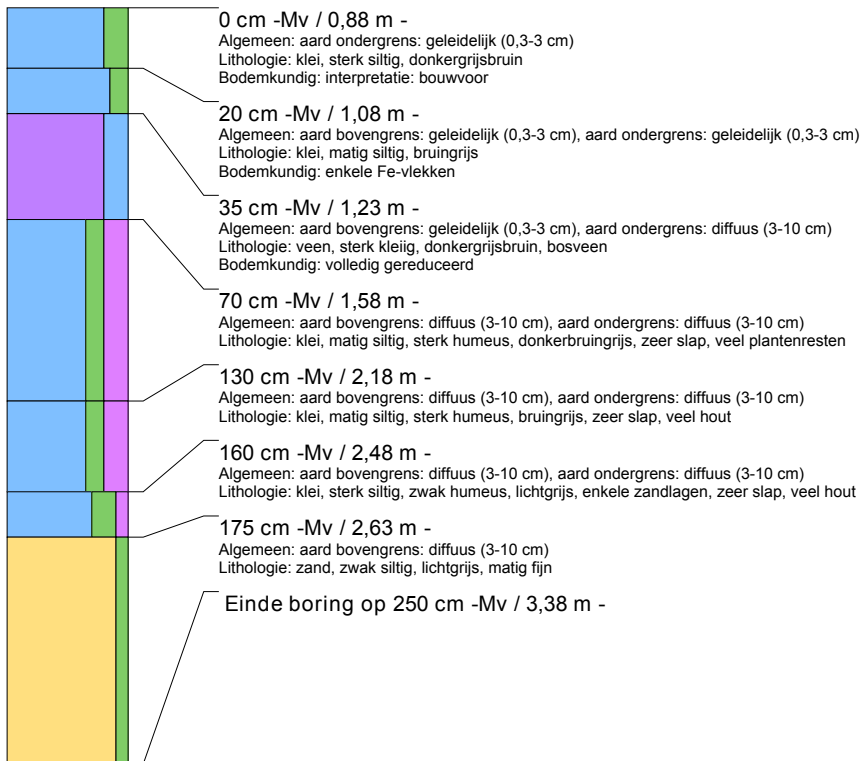 0 cm -Mv / 0,88 m -
Algemeen: aard ondergrens: geleidelijk (0,3-3 cm)
Lithologie: klei, sterk siltig, donkergrijsbruin
Bodemkundig: interpretatie: bouwvoor
20 cm -Mv / 1,08 m -
Algemeen: aard bovengrens: geleidelijk (0,3-3 cm), aard ondergrens: geleidelijk (0,3-3 cm)
Lithologie: klei, matig siltig, bruingrijs
Bodemkundig: enkele Fe-vlekken
35 cm -Mv / 1,23 m -
Algemeen: aard bovengrens: geleidelijk (0,3-3 cm), aard ondergrens: diffuus (3-10 cm)
Lithologie: veen, sterk kleiig, donkergrijsbruin, bosveen
Bodemkundig: volledig gereduceerd
70 cm -Mv / 1,58 m -
Algemeen: aard bovengrens: diffuus (3-10 cm), aard ondergrens: diffuus (3-10 cm)
Lithologie: klei, matig siltig, sterk humeus, donkerbruingrijs, zeer slap, veel plantenresten
130 cm -Mv / 2,18 m -
Algemeen: aard bovengrens: diffuus (3-10 cm), aard ondergrens: diffuus (3-10 cm)
Lithologie: klei, matig siltig, sterk humeus, bruingrijs, zeer slap, veel hout
160 cm -Mv / 2,48 m -
Algemeen: aard bovengrens: diffuus (3-10 cm), aard ondergrens: diffuus (3-10 cm)
Lithologie: klei, sterk siltig, zwak humeus, lichtgrijs, enkele zandlagen, zeer slap, veel hout
175 cm -Mv / 2,63 m -
Algemeen: aard bovengrens: diffuus (3-10 cm)
Lithologie: zand, zwak siltig, lichtgrijs, matig fijn
Einde boring op 250 cm -Mv / 3,38 m -